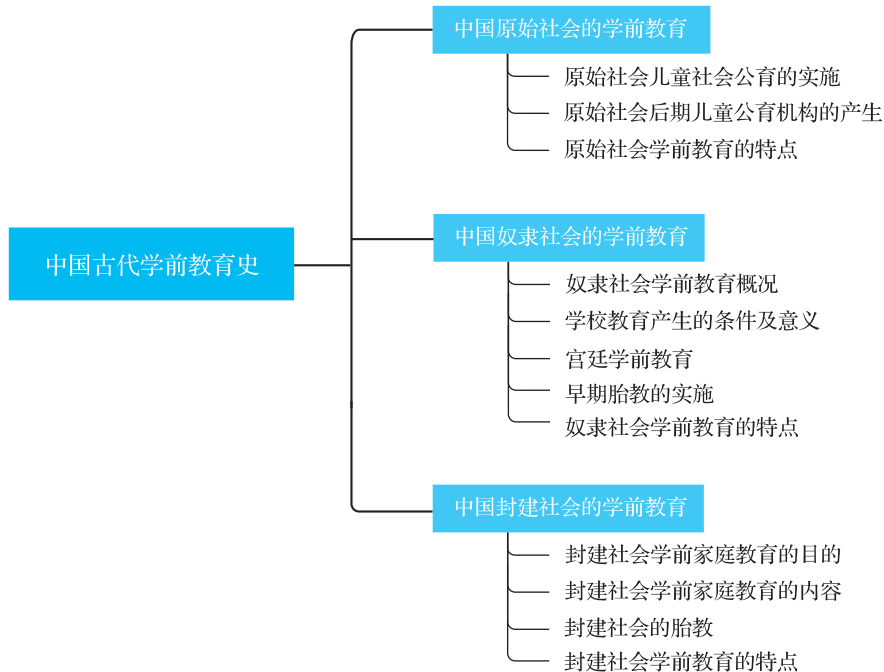 中国古代学前教育史
中国原始社会的学前教育
原始社会儿童社会公育的实施
原始社会后期儿童公育机构的产生
原始社会学前教育的特点
中国奴隶社会的学前教育
奴隶社会学前教育概况
学校教育产生的条件及意义
宫廷学前教育
早期胎教的实施
奴隶社会学前教育的特点
中国封建社会的学前教育
封建社会学前家庭教育的目的
封建社会学前家庭教育的内容
封建社会的胎教
封建社会学前教育的特点